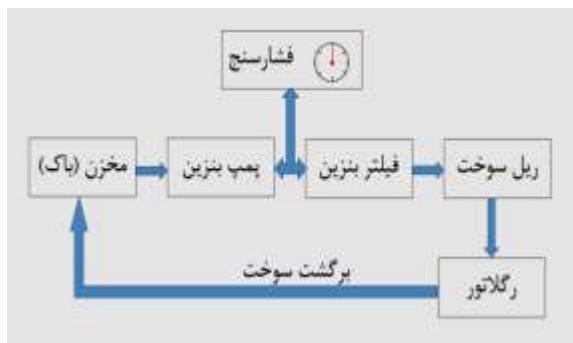 فشارسنج
مخزن (باک)
پمپ بنزین
فیلتر بنزین
ریل سوخت
برگشت سوخت
رگلاتور